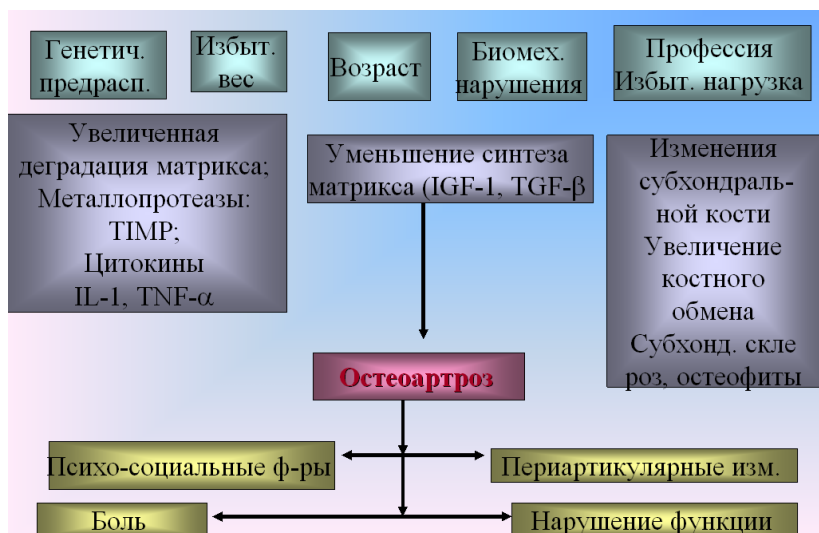 Генетич.
предрасп.
Избыт.
вес
Возраст
Биомех.
нарушения
Профессия
Избыт. нагрузка
Увеличенная
деградация матрикса;
Металлопротеазы:
TIMP;
Цитокины
IL-1, TNF-α
Уменьшение синтеза
матрикса (IGF-1, TGF-β
Изменения
субхондраль-
ной кости
Увеличение
костного
обмена
Субхонд. скле
роз, остеофиты
Остеоартроз
Психо-социальные ф-ры
Периартикулярные изм.
Боль
Нарушение функции